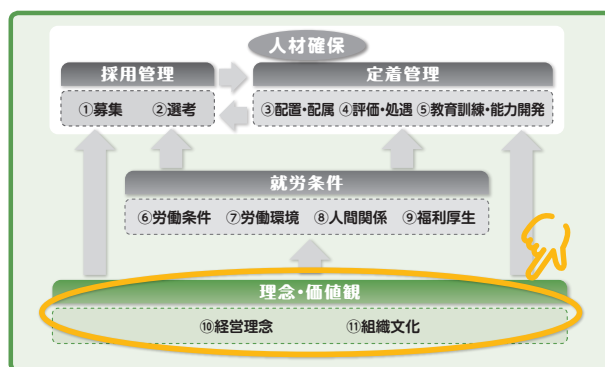 人材確保
採用管理
定着管理
①募集 ②選考
③配置・配属 ④評価・処遇 ⑤教育訓練・能力開発
就労条件
⑥労働条件 ⑦労働環境 ⑧人間関係 ⑨福利厚生
理念・価値観
⑩経営理念 ⑪組織文化